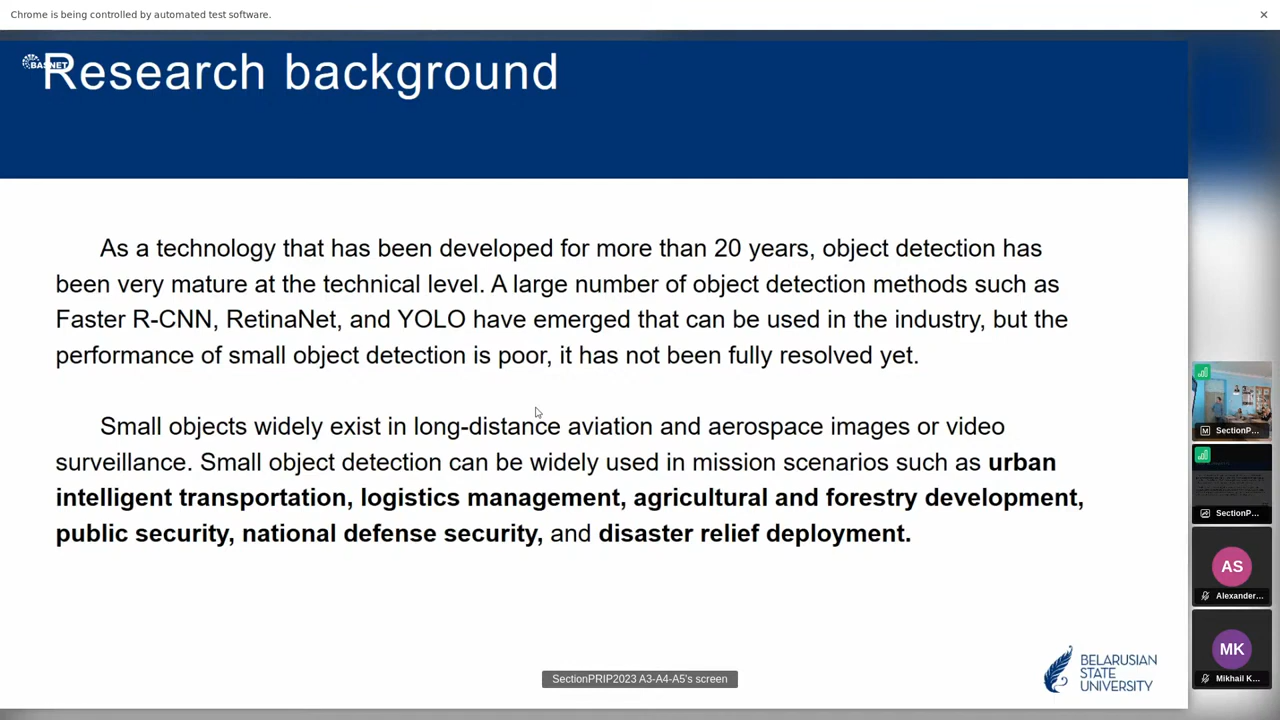 Chrome is being controlled by automated test software.
BASNET
Research background
As a technology that has been developed for more than 20 years, object detection has
been very mature at the technical level. A large number of object detection methods such as
Faster R-CNN, RetinaNet, and YOLO have emerged that can be used in the industry, but the
performance of small object detection is poor, it has not been fully resolved yet.
Small objects widely exist in long-distance aviation and aerospace images or video
surveillance. Small object detection can be widely used in mission scenarios such as urban
intelligent transportation, logistics management, agricultural and forestry development,
public security, national defense security, and disaster relief deployment.
M SectionP...
SectionP...
AS
Alexander...
MK
Mikhail K...
BELARUSIAN
STATE
UNIVERSITY
SectionPRIP2023 A3-A4-A5's screen